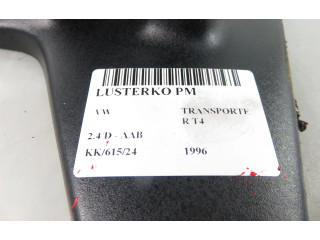 LUSTERKO PM
VW TRANSPORTE
R T4
2.4 D - AAB
KK/615/24 1996